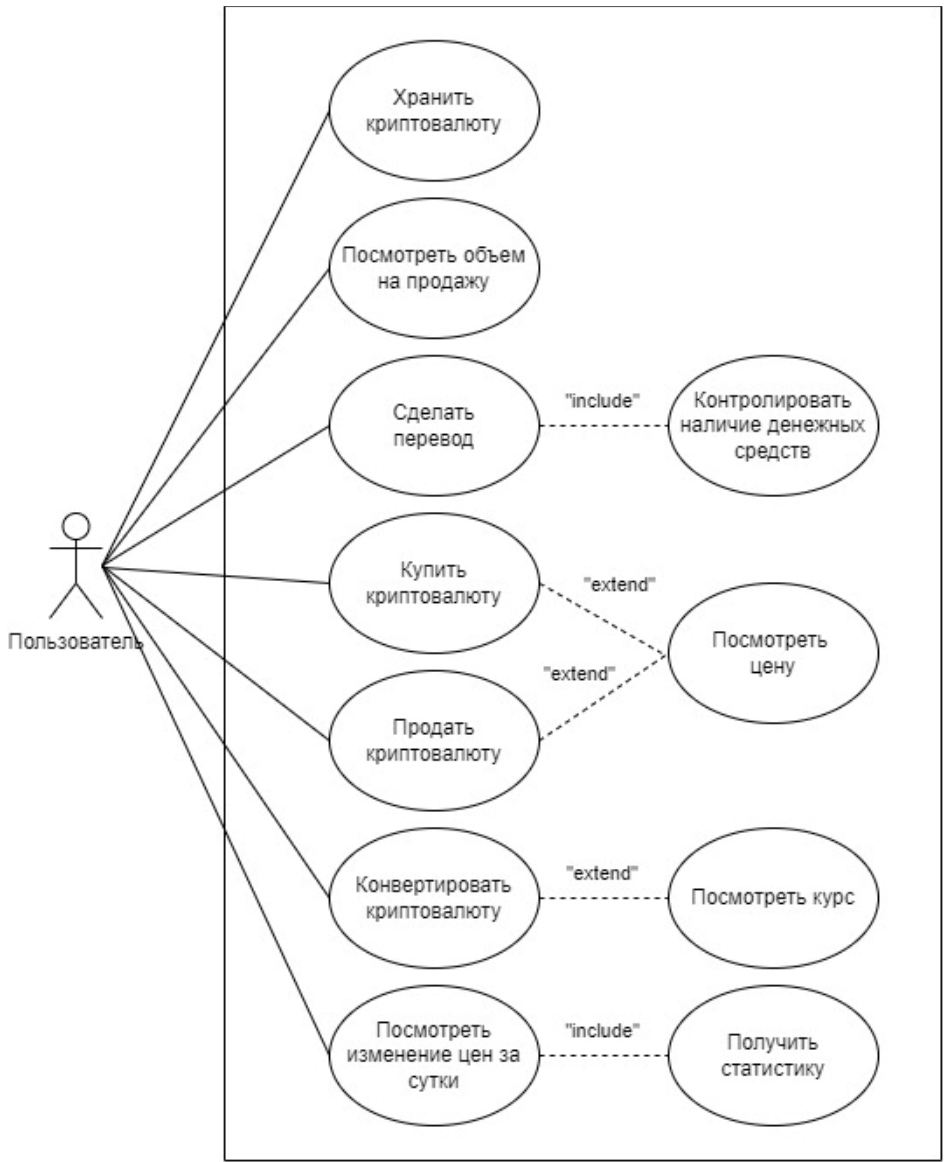 Хранить
криптовалюту
Посмотреть объем
на продажу
Сделать
перевод
"include"
Контролировать
наличие денежных
средств
Пользователь
Купить
криптовалюту
"extend"
Посмотреть
цену
"extend"
Продать
криптовалюту
Конвертировать
криптовалюту
"extend"
Посмотреть курс
Посмотреть
изменение цен за
сутки
"include"
Получить
статистику